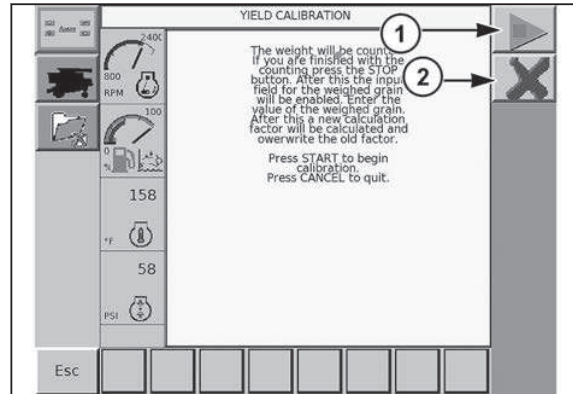 YIELD CALIBRATION
1
2
240
800
RPM
100
0
%
158
°F
58
PSI
The weight will be counte
If you are finished with the
counting press the STOP
button. After this the input
field for the weighed grain
will be enabled. Enter the
value of the weighed grain.
After this a new calculation
factor will be calculated and
owerwrite the old factor.
Press START to begin
calibration.
Press CANCEL to quit.
Esc